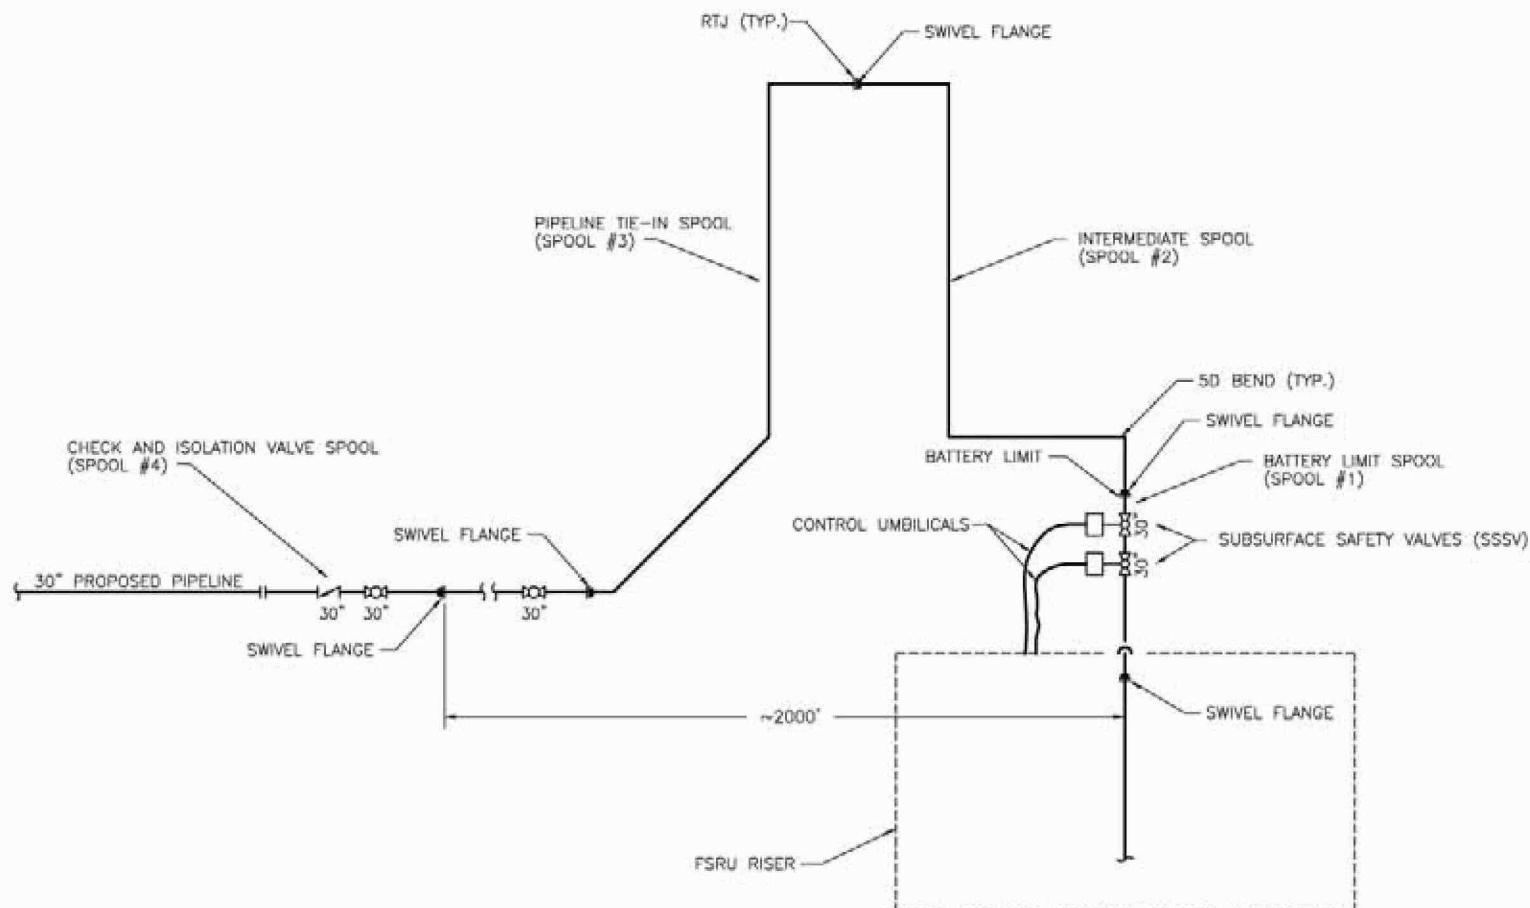 RTJ (TYP.)
SWIVEL FLANGE
PIPELINE TIE-IN SPOOL
(SPOOL #3)
INTERMEDIATE SPOOL
(SPOOL #2)
5D BEND (TYP.)
SWIVEL FLANGE
CHECK AND ISOLATION VALVE SPOOL
(SPOOL #4)
BATTERY LIMIT
BATTERY LIMIT SPOOL
(SPOOL #1)
CONTROL UMBILICALS
30"
SUBSURFACE SAFETY VALVES (SSSV)
30"
SWIVEL FLANGE
30" PROPOSED PIPELINE
30"
30"
30"
SWIVEL FLANGE
~2000'
SWIVEL FLANGE
FSRU RISER